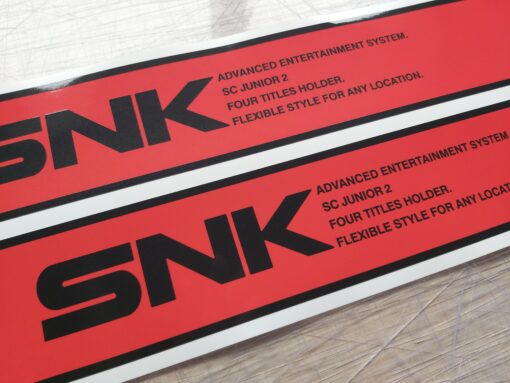 SNK
ADVANCED ENTERTAINMENT SYSTEM.
SC JUNIOR 2
FOUR TITLES HOLDER.
FLEXIBLE STYLE FOR ANY LOCATION.
SNK
ADVANCED ENTERTAINMENT SYSTEM
SC JUNIOR 2
FOUR TITLES HOLDER.
FLEXIBLE STYLE FOR ANY LOCATION